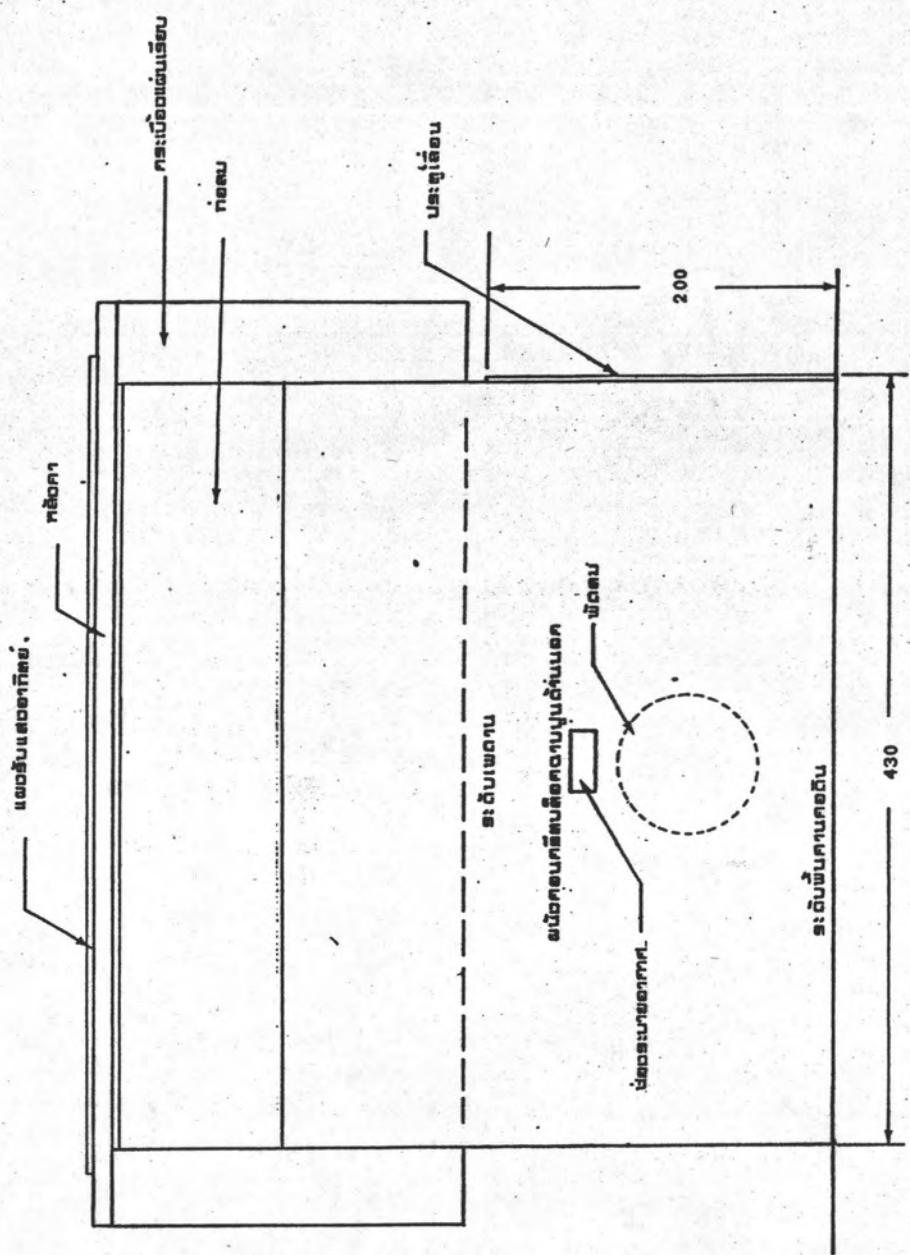 แผงรับแสงอาทิตย์.
หลังคา
กระเบื้องแผ่นเรียบ
ท่อลม
ประตูเลื่อน
2.00
ระดับเพดาน
ผนังคอนกรีตบล็อคฉาบปูนด้านนอก
พัดลม
ช่องระบายอากาศ.
ระดับพื้นคานคอดิน
430